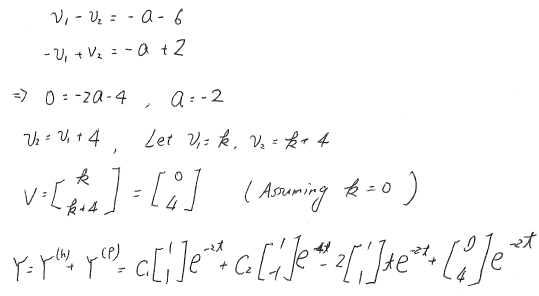 v₁ - v₂ = -a - 6
-v₁ + v₂ = -a + 2
⇒ 0 = -2a - 4 , a = -2
v₂ = v₁ + 4 , Let v₁ = k, v₂ = k + 4
V = [k; k+4] = [0; 4] (Assuming k = 0)
Y = Y^(h) + Y^(P) = C₁ [1; 1] e^(-2t) + C₂ [1; -1] e^(-4t) - 2 [1; 1] t e^(-2t) + [0; 4] e^(-2t)